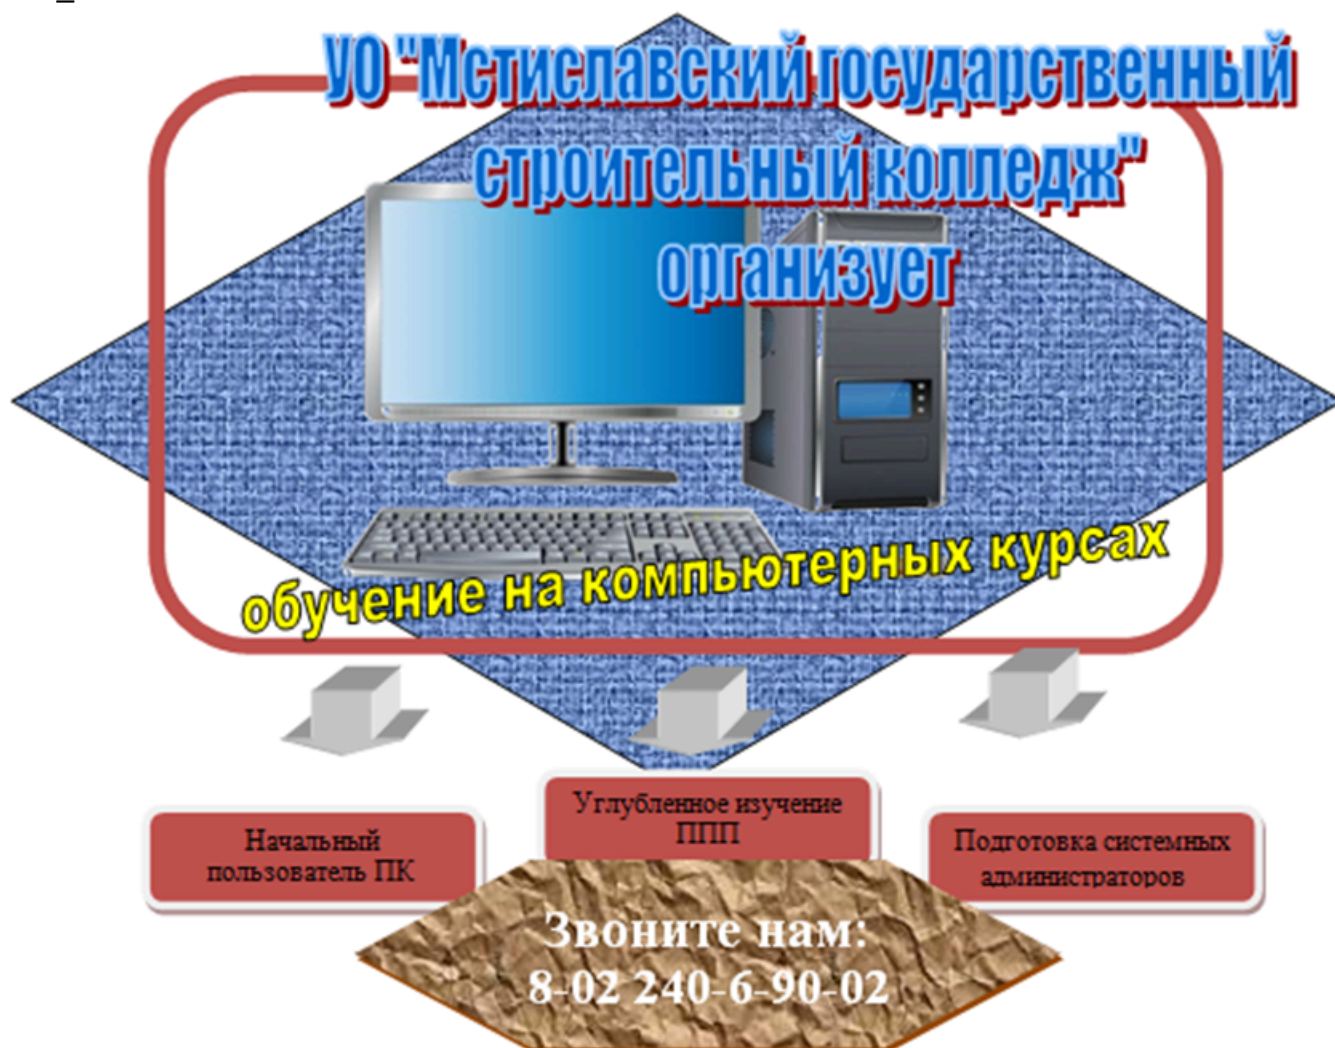 УО "Мстиславский государственный
строительный колледж"
организует
обучение на компьютерных курсах
Начальный
пользователь ПК
Углубленное изучение
ППП
Подготовка системных
администраторов
Звоните нам:
8-02 240-6-90-02